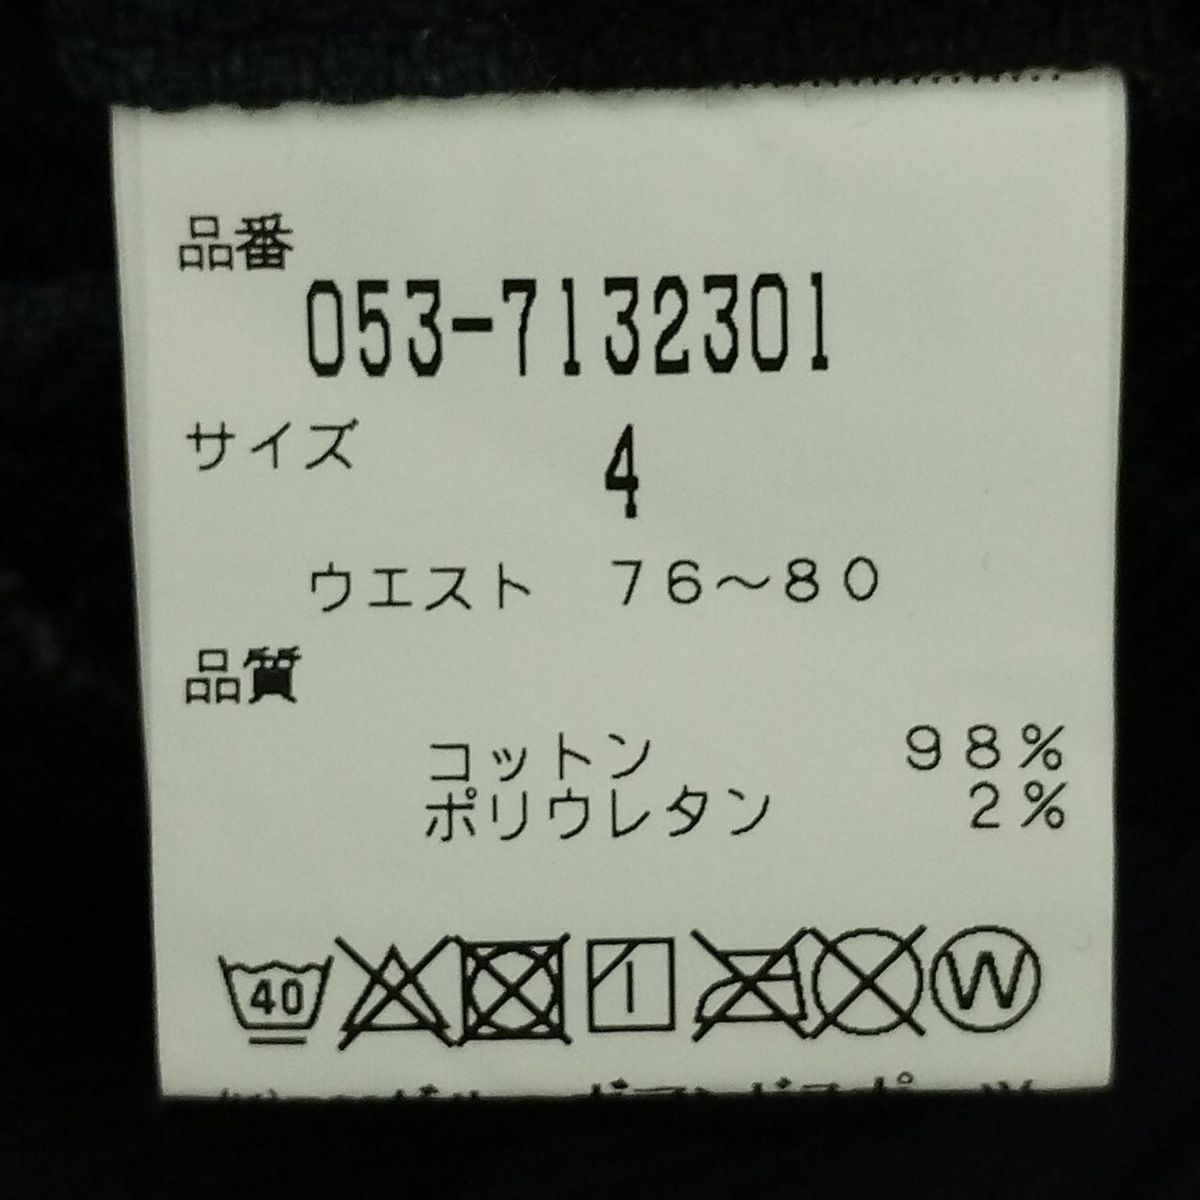 品番
053-7132301
サイズ 4
ウエスト 76～80
品質
コットン 98%
ポリウレタン 2%
40 W